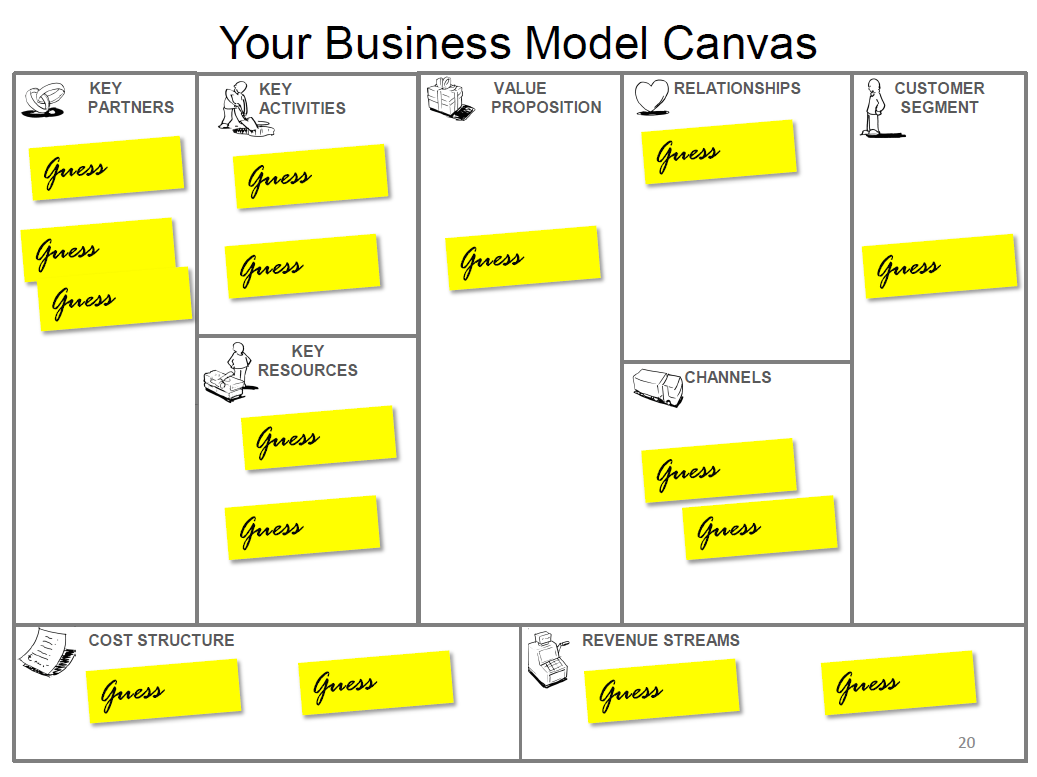 Your Business Model Canvas
KEY
PARTNERS
Guess
Guess
Guess
KEY
ACTIVITIES
Guess
Guess
KEY
RESOURCES
Guess
Guess
VALUE
PROPOSITION
Guess
RELATIONSHIPS
Guess
CHANNELS
Guess
Guess
CUSTOMER
SEGMENT
Guess
COST STRUCTURE
Guess
Guess
REVENUE STREAMS
Guess
Guess
20